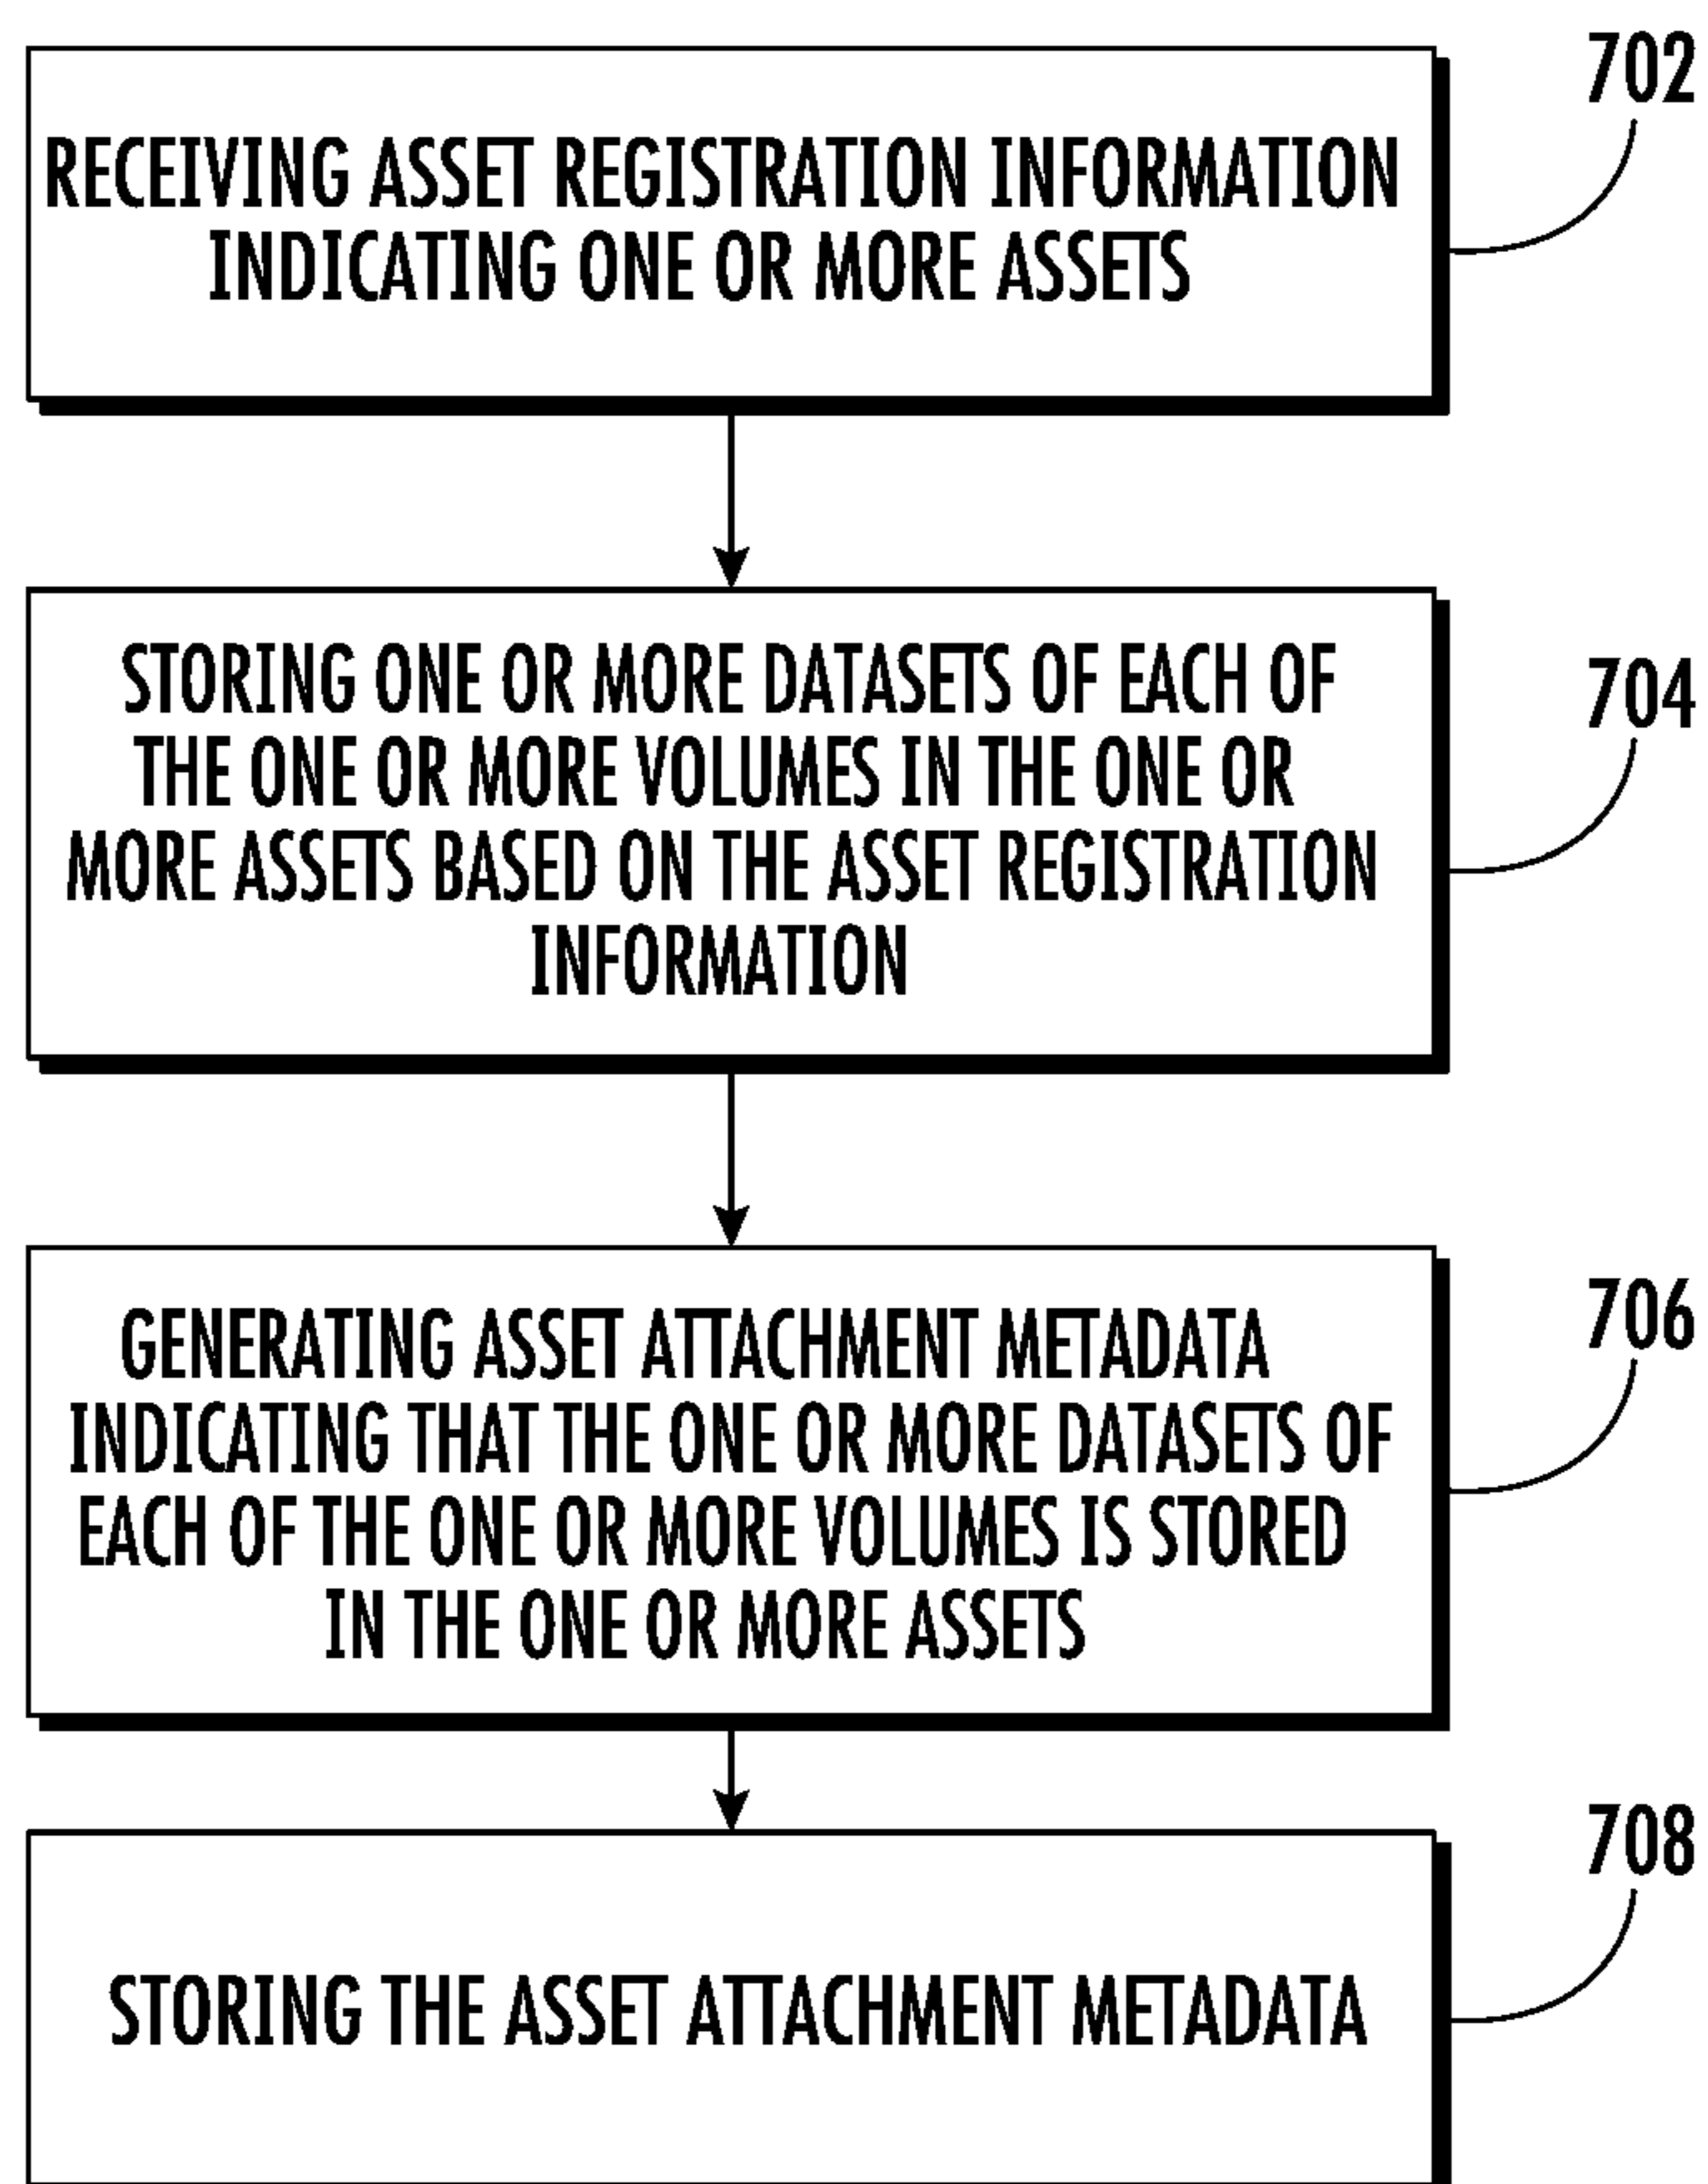 702
RECEIVING ASSET REGISTRATION INFORMATION
INDICATING ONE OR MORE ASSETS
704
STORING ONE OR MORE DATASETS OF EACH OF
THE ONE OR MORE VOLUMES IN THE ONE OR
MORE ASSETS BASED ON THE ASSET REGISTRATION
INFORMATION
706
GENERATING ASSET ATTACHMENT METADATA
INDICATING THAT THE ONE OR MORE DATASETS OF
EACH OF THE ONE OR MORE VOLUMES IS STORED
IN THE ONE OR MORE ASSETS
708
STORING THE ASSET ATTACHMENT METADATA